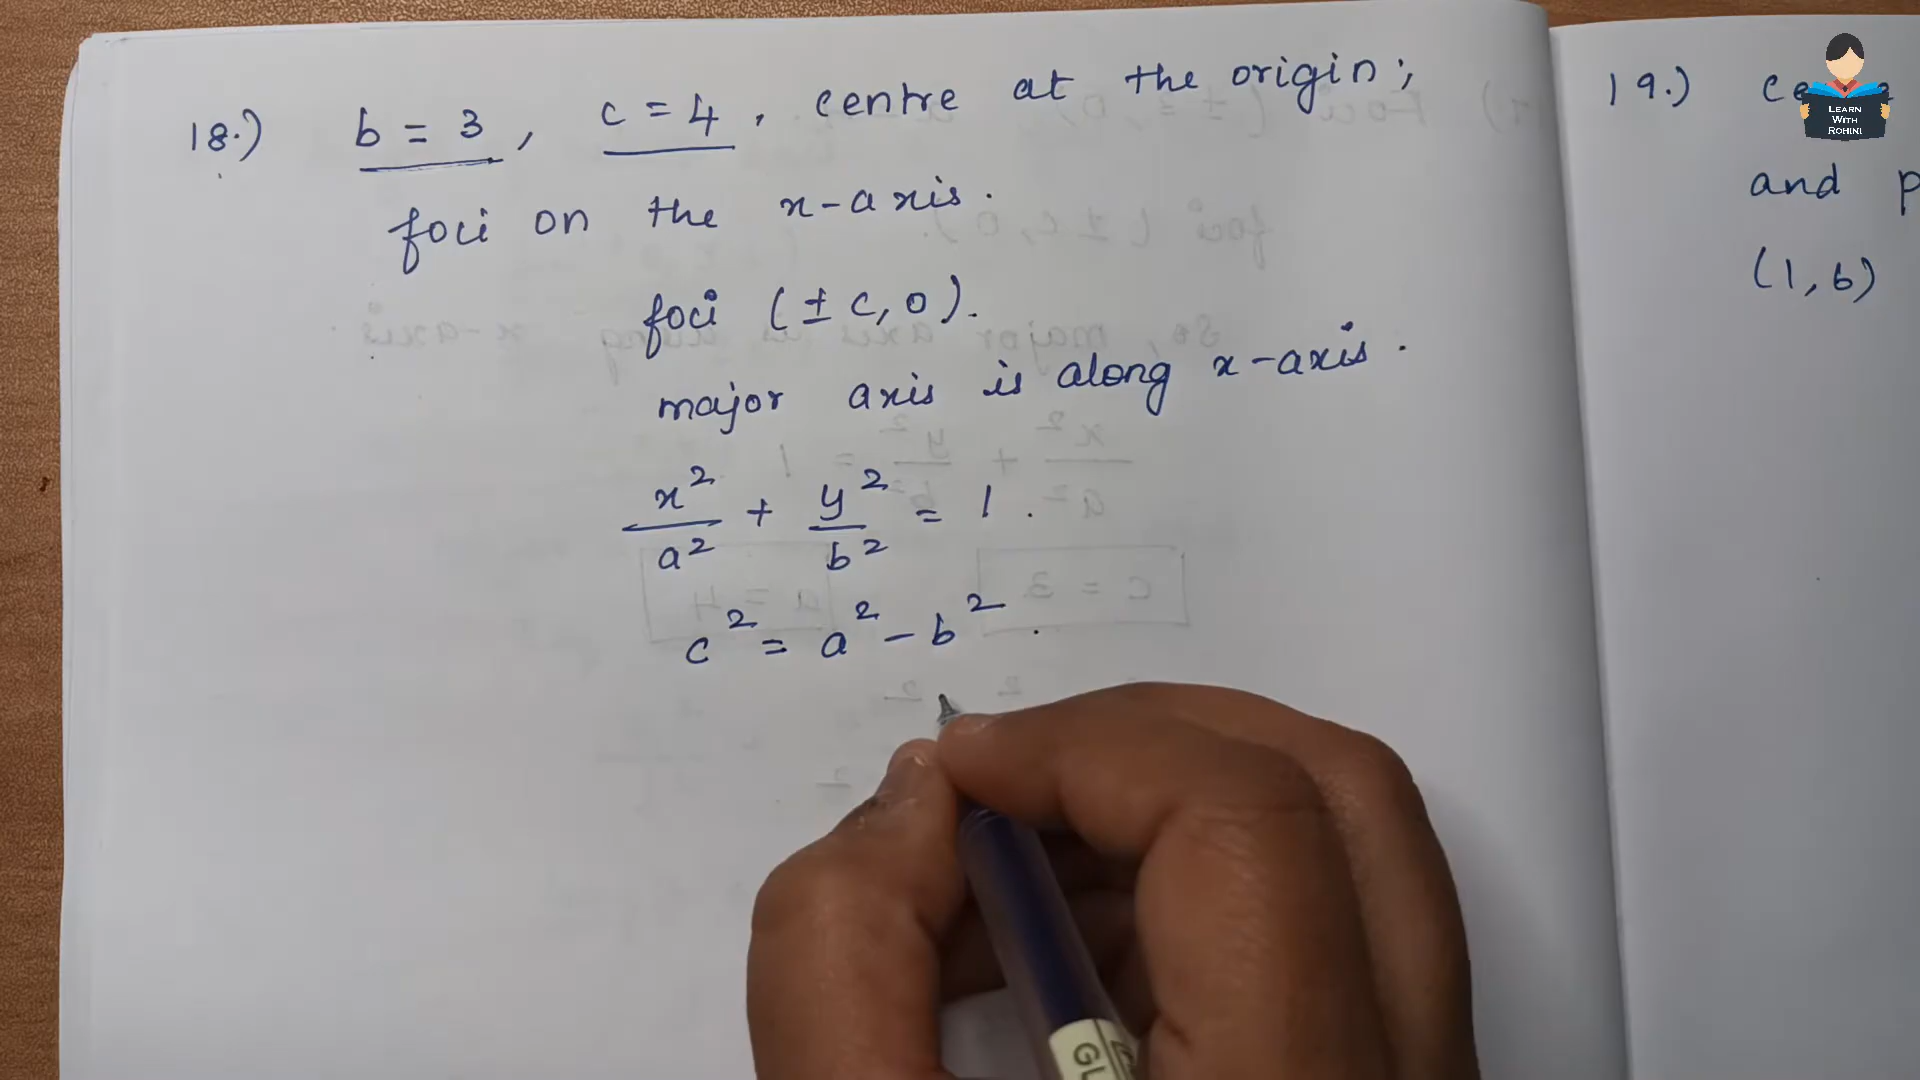 18.) b = 3, c = 4, centre at the origin;
foci on the x-axis.
foci (± c, 0).
major axis is along x-axis.
x²/a² + y²/b² = 1.
c² = a² - b².
19.)
and
(1, 6)
LEARN
WITH
ROHINI
GL